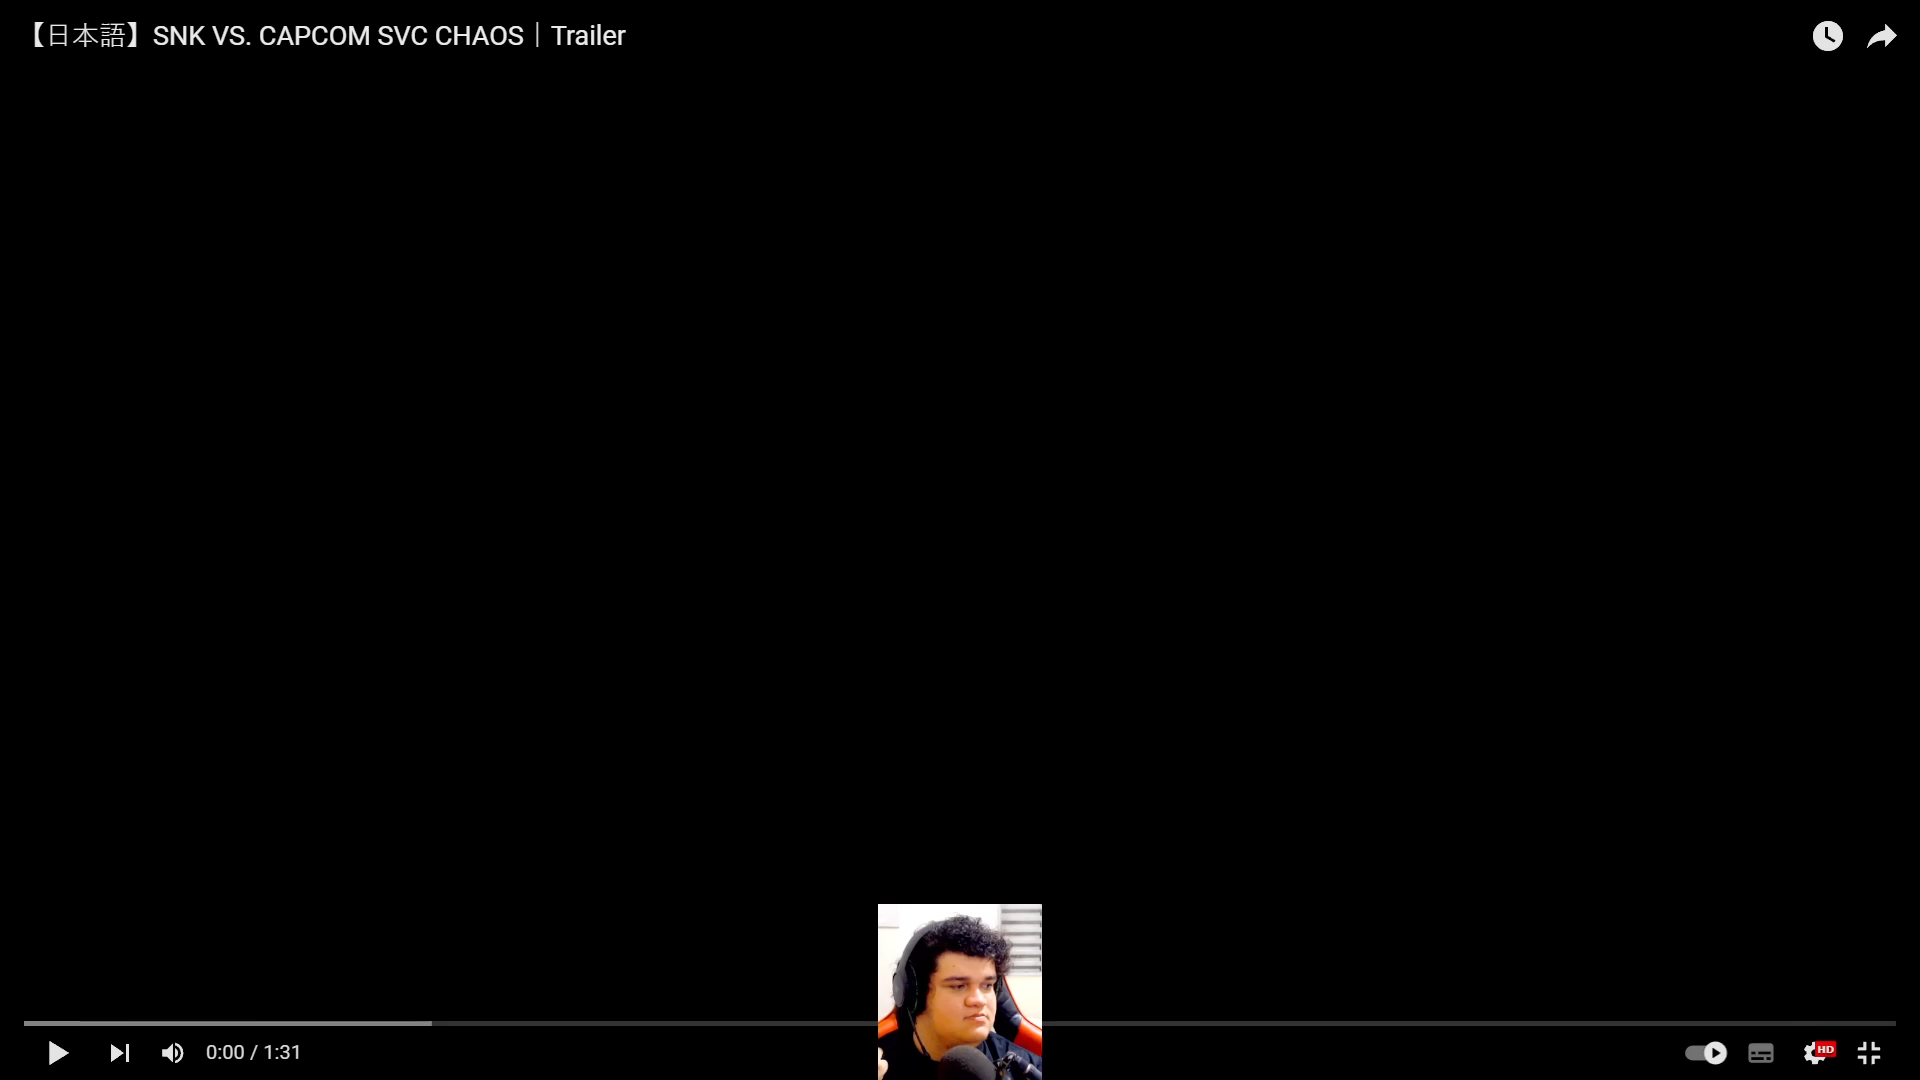 【日本語】SNK VS. CAPCOM SVC CHAOS｜Trailer
0:00 / 1:31
HD